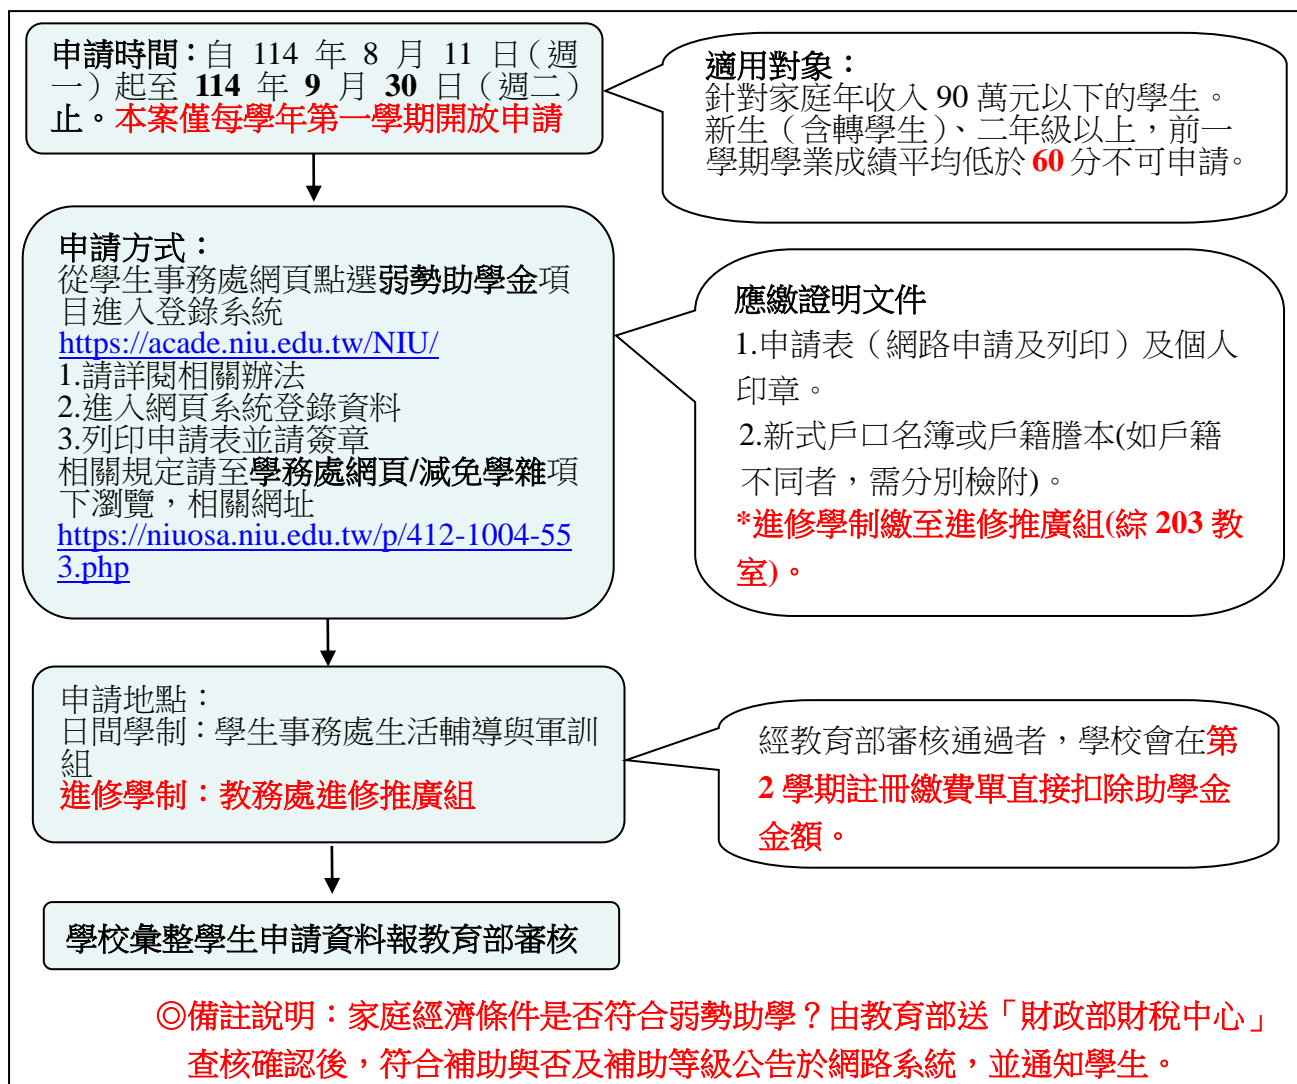 申請時間：自 114 年 8 月 11 日（週
一）起至 114 年 9 月 30 日（週二）
止。本案僅每學年第一學期開放申請
適用對象：
針對家庭年收入 90 萬元以下的學生。
新生（含轉學生）、二年級以上，前一
學期學業成績平均低於 60 分不可申請。
申請方式：
從學生事務處網頁點選弱勢助學金項
目進入登錄系統
https://acade.niu.edu.tw/NIU/
1.請詳閱相關辦法
2.進入網頁系統登錄資料
3.列印申請表並請簽章
相關規定請至學務處網頁/減免學雜項
下瀏覽，相關網址
https://niuosa.niu.edu.tw/p/412-1004-55
3.php
應繳證明文件
1.申請表（網路申請及列印）及個人
印章。
2.新式戶口名簿或戶籍謄本(如戶籍
不同者，需分別檢附)。
*進修學制繳至進修推廣組(綜 203 教
室)。
申請地點：
日間學制：學生事務處生活輔導與軍訓
組
進修學制：教務處進修推廣組
經教育部審核通過者，學校會在第
2 學期註冊繳費單直接扣除助學金
金額。
學校彙整學生申請資料報教育部審核
◎備註說明：家庭經濟條件是否符合弱勢助學？由教育部送「財政部財稅中心」
查核確認後，符合補助與否及補助等級公告於網路系統，並通知學生。